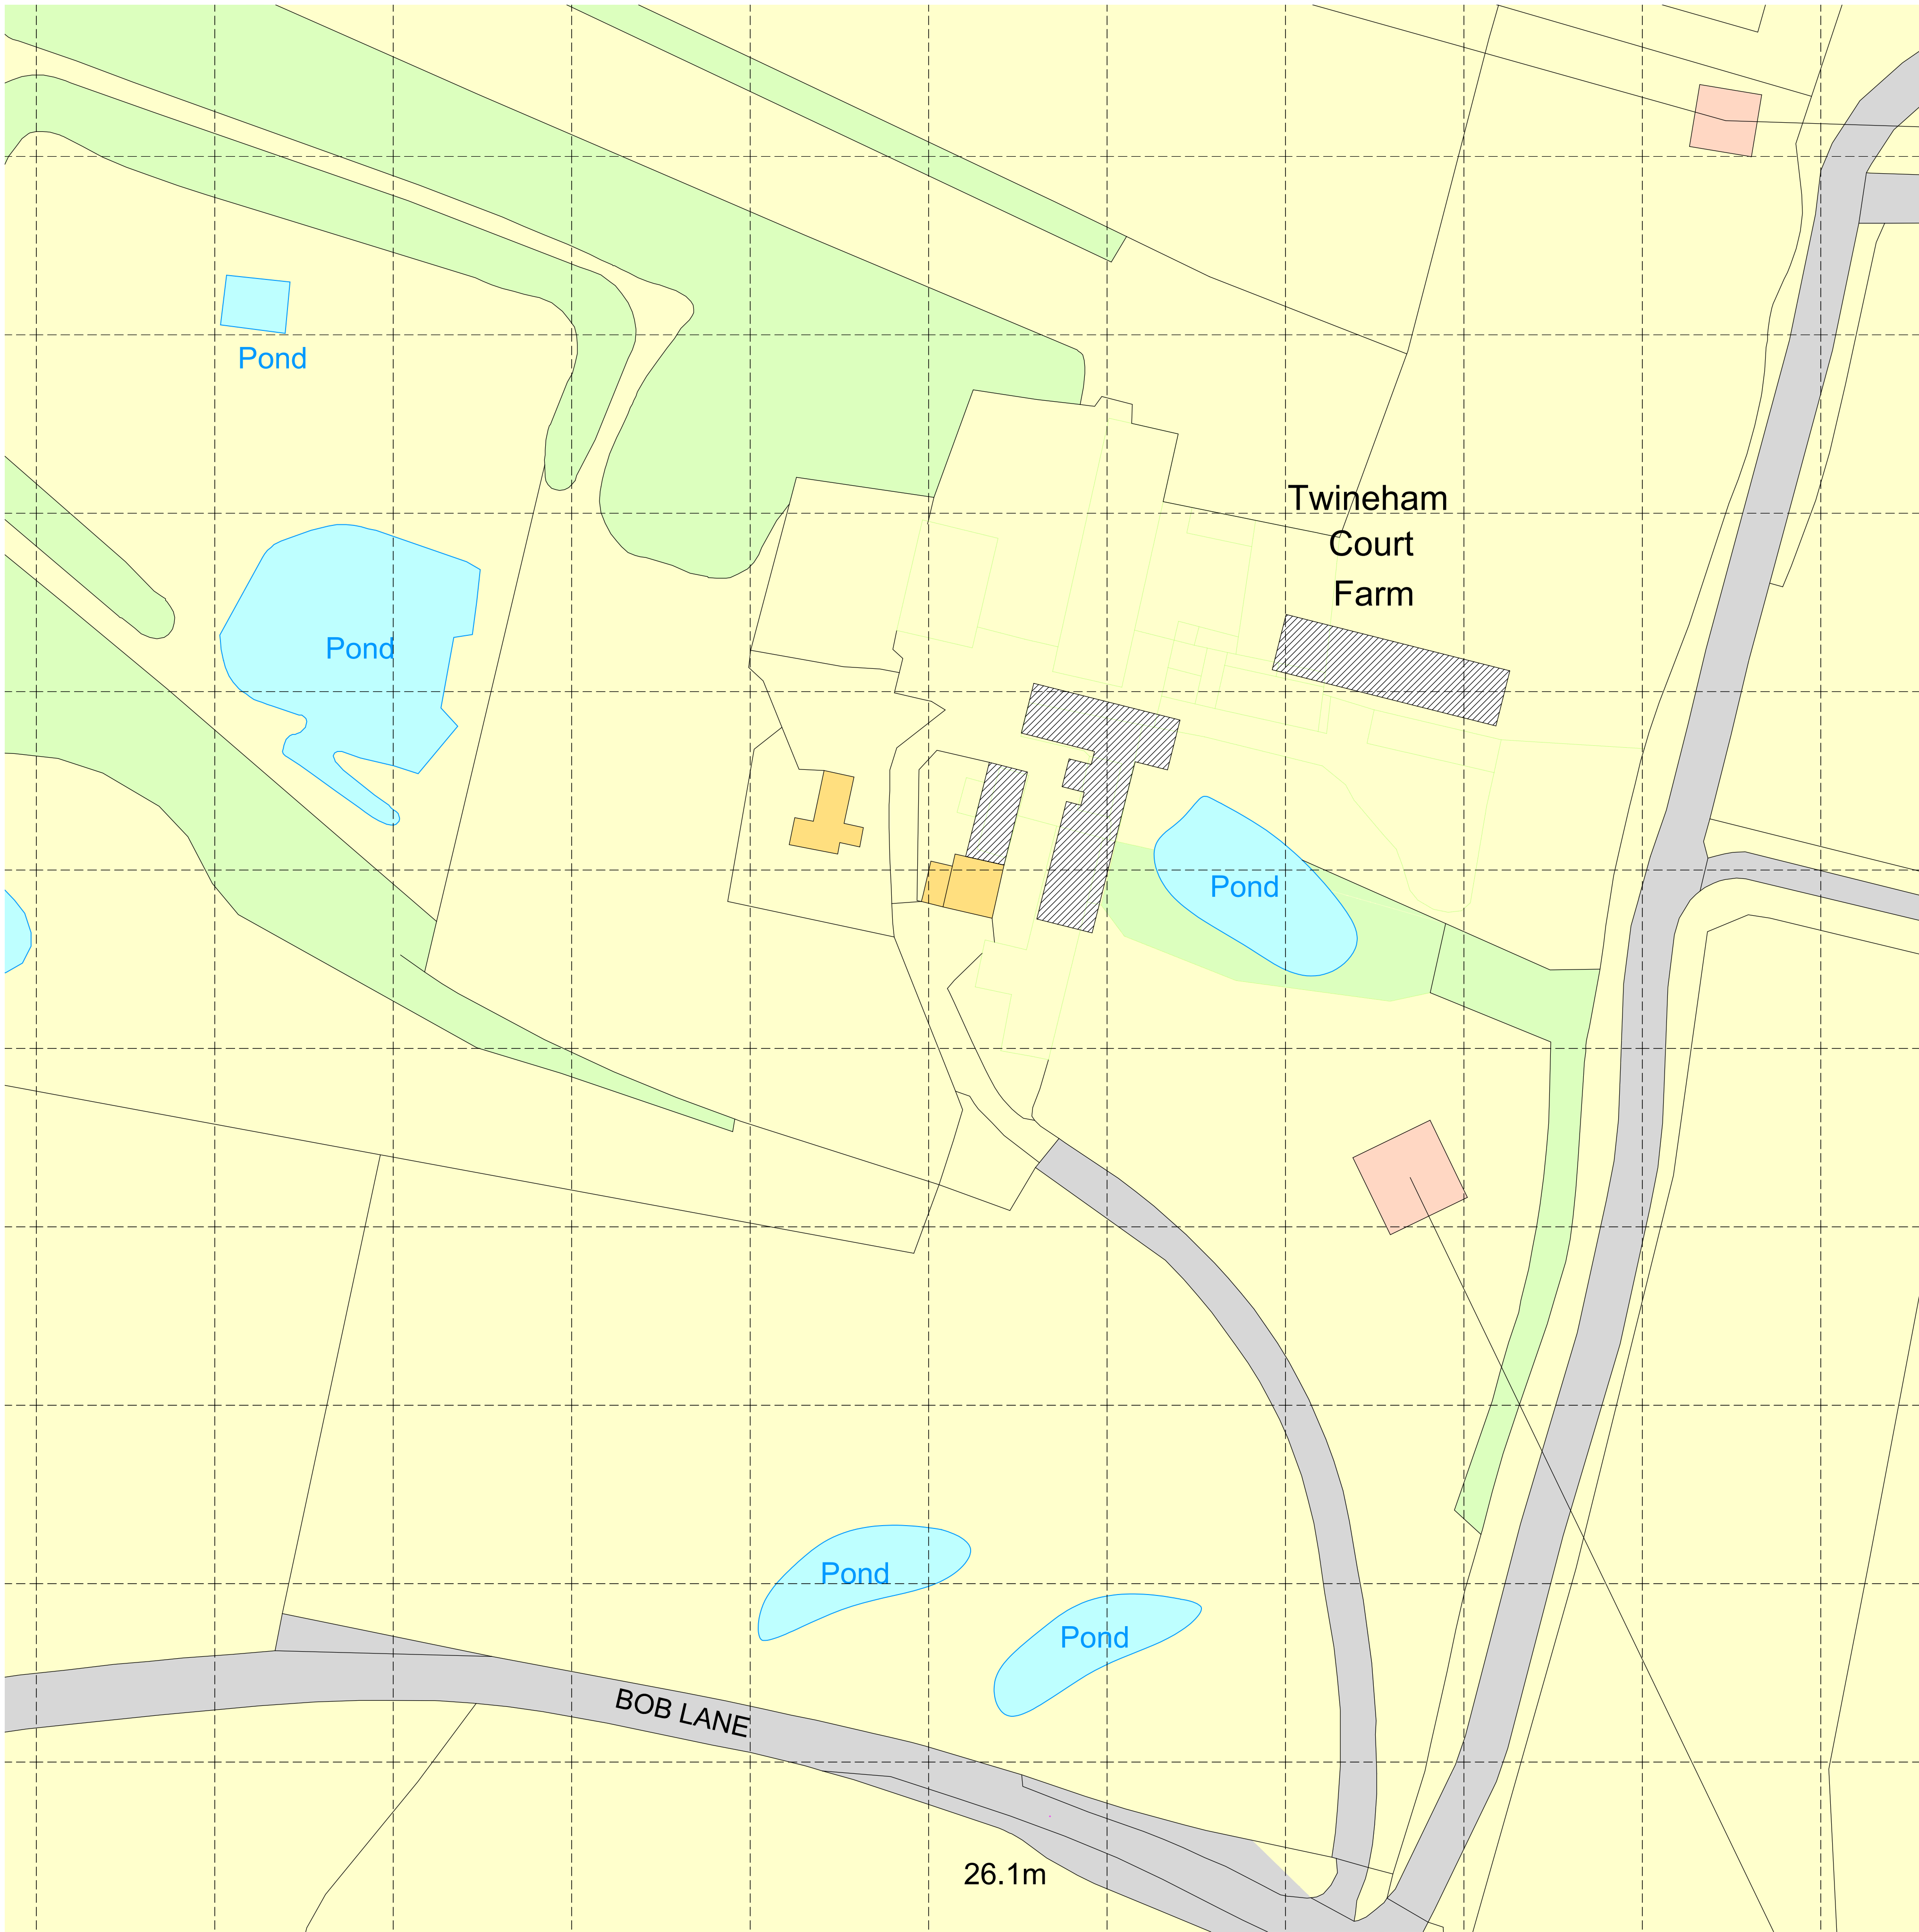 Pond
Twineham
Court
Farm
Pond
Pond
Pond
Pond
BOB LANE
26.1m